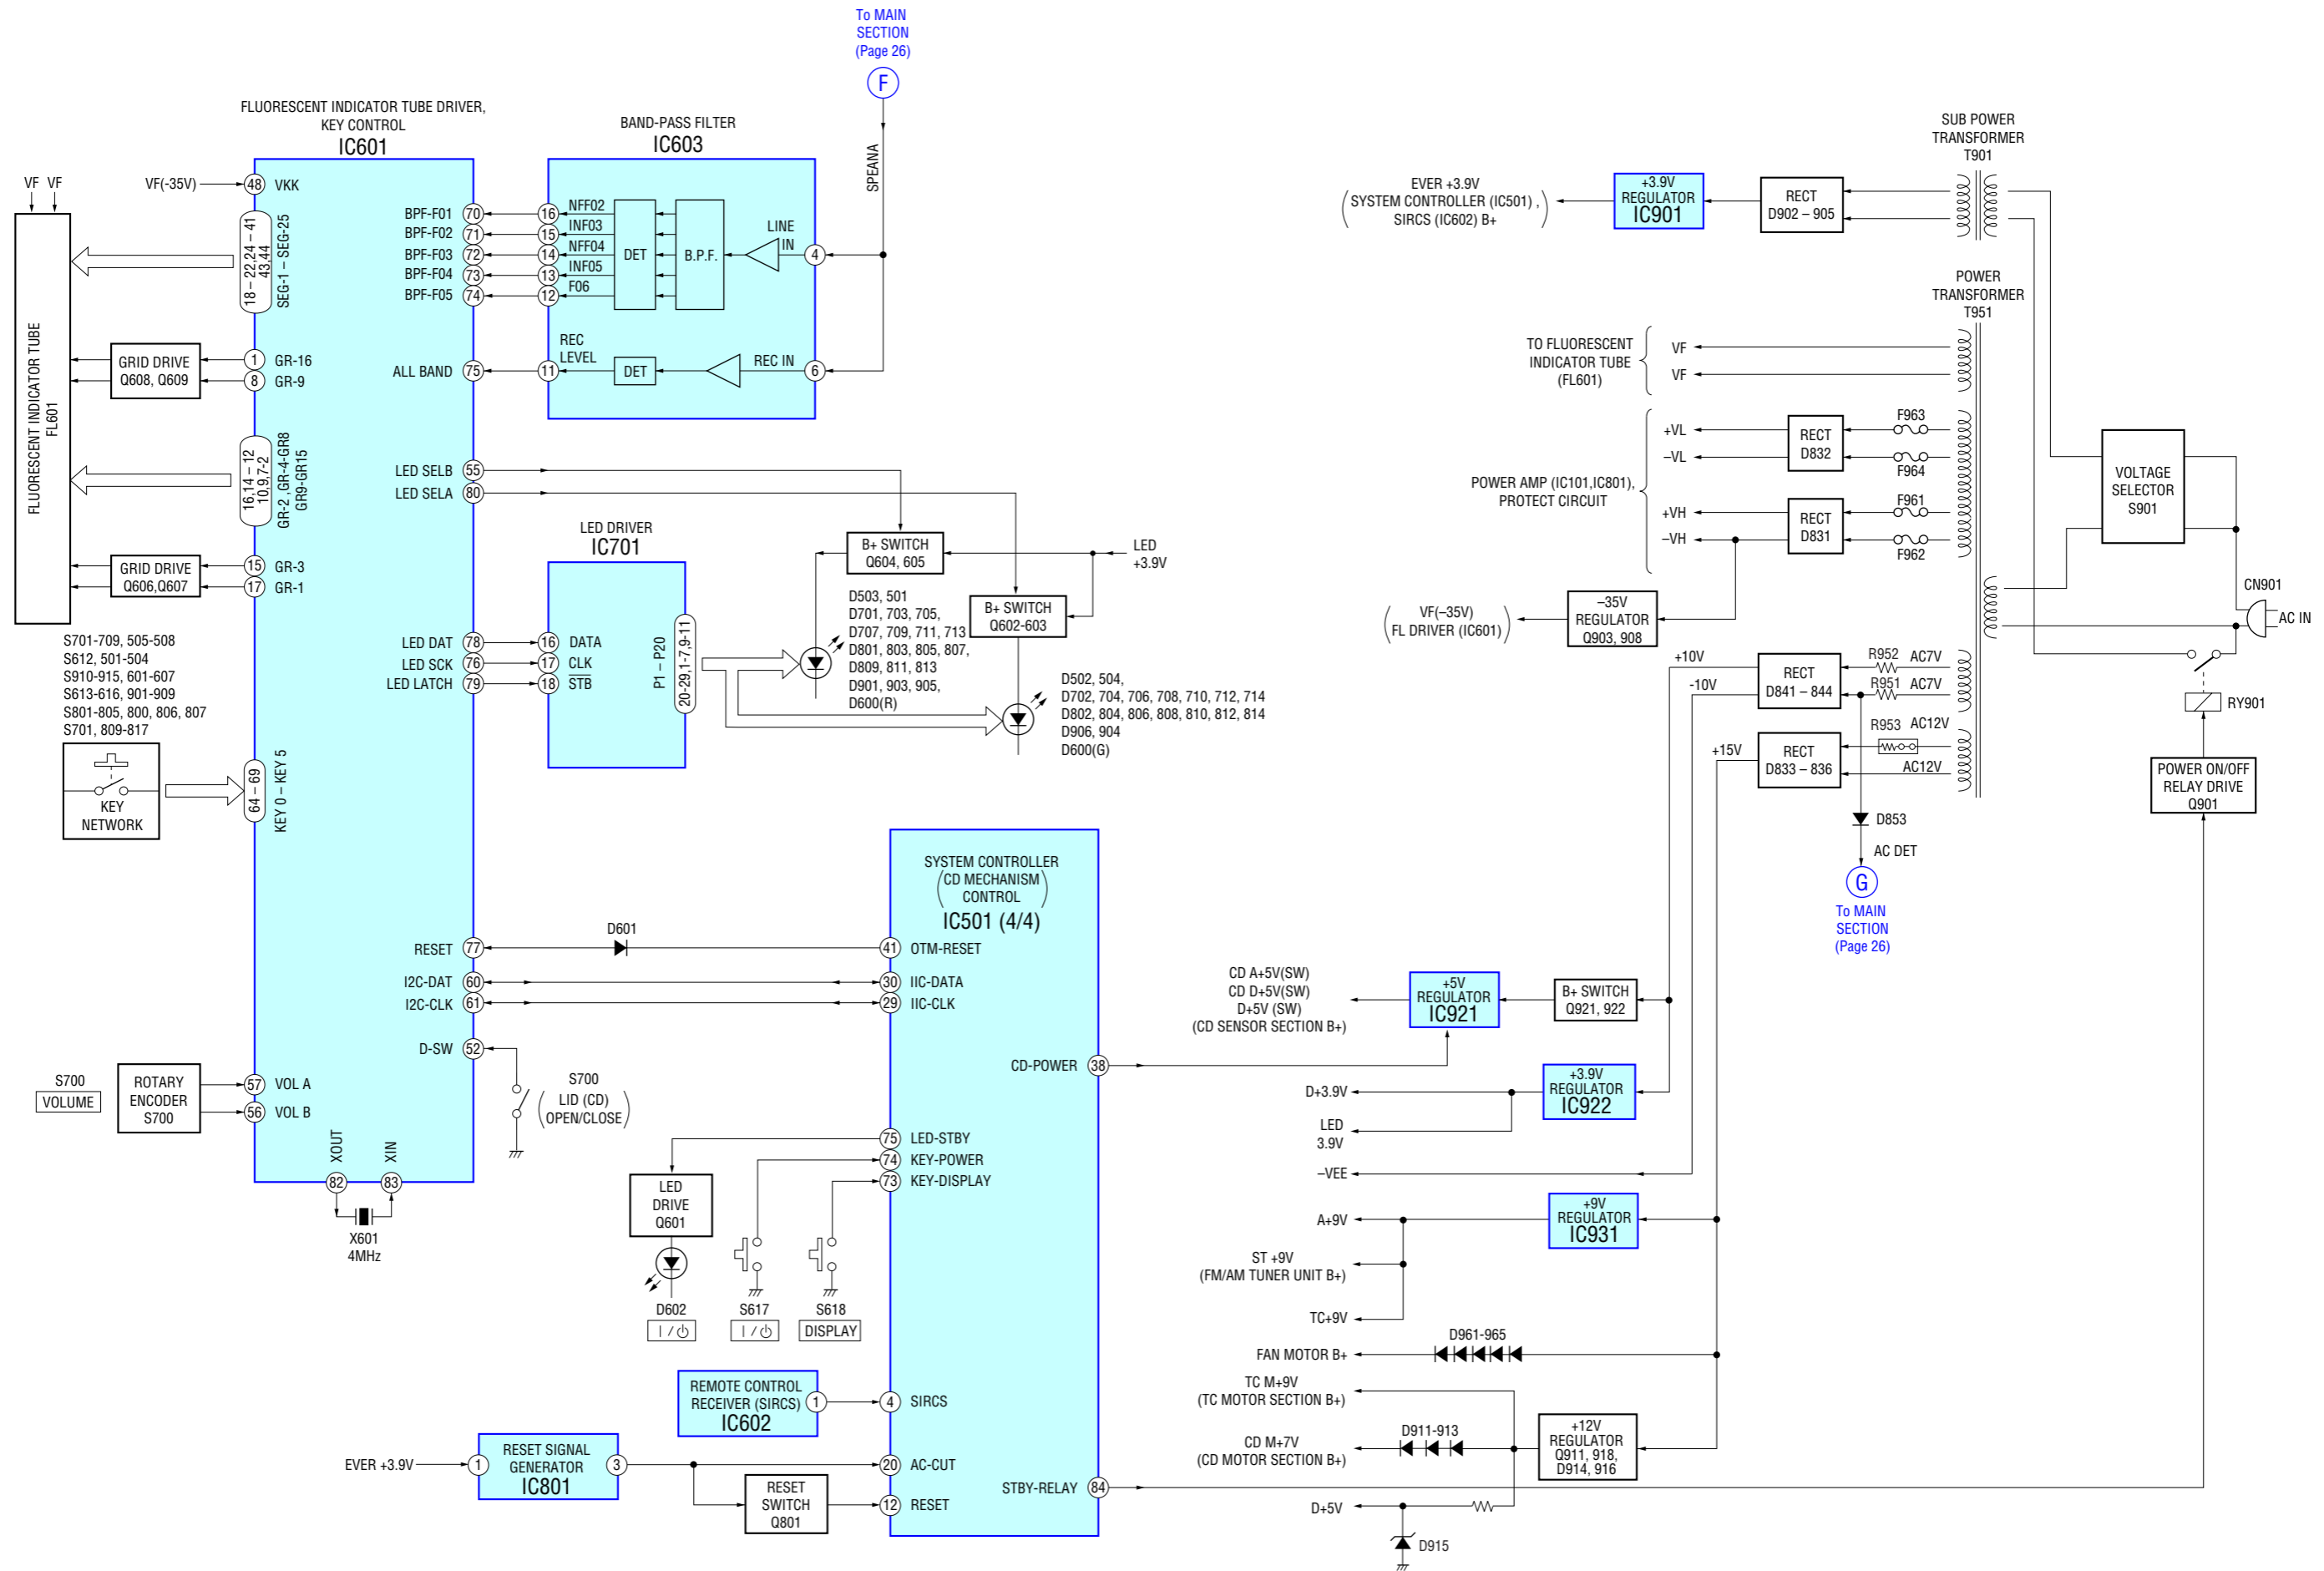 To MAIN
SECTION
(Page 26)
F
SPEANA
FLUORESCENT INDICATOR TUBE DRIVER,
KEY CONTROL
IC601
VF VF
VF(-35V)
48 VKK
18 – 22,24 – 41
43,44
SEG-1 – SEG-25
FLUORESCENT INDICATOR TUBE
FL601
GRID DRIVE
Q608, Q609
1 GR-16
8 GR-9
16,14 – 12
10,9,7-2
GR-2 ,GR-4-GR8
GR9-GR15
GRID DRIVE
Q606,Q607
15 GR-3
17 GR-1
S701-709, 505-508
S612, 501-504
S910-915, 601-607
S613-616, 901-909
S801-805, 800, 806, 807
S701, 809-817
KEY
NETWORK
64 – 69
KEY 0 – KEY 5
S700
VOLUME
ROTARY
ENCODER
S700
57 VOL A
56 VOL B
XOUT
XIN
82
83
X601
4MHz
BPF-F01 70
BPF-F02 71
BPF-F03 72
BPF-F04 73
BPF-F05 74
ALL BAND 75
LED SELB 55
LED SELA 80
LED DAT 78
LED SCK 76
LED LATCH 79
RESET 77
I2C-DAT 60
I2C-CLK 61
D-SW 52
BAND-PASS FILTER
IC603
16 NFF02
15 INF03
14 NFF04
13 INF05
12 F06
DET
B.P.F.
LINE
IN
4
REC
LEVEL
11
DET
REC IN
6
LED DRIVER
IC701
16 DATA
17 CLK
18 STB
P1 – P20
20-29,1-7,9-11
B+ SWITCH
Q604, 605
LED
+3.9V
B+ SWITCH
Q602-603
D503, 501
D701, 703, 705,
D707, 709, 711, 713
D801, 803, 805, 807,
D809, 811, 813
D901, 903, 905,
D600(R)
D502, 504,
D702, 704, 706, 708, 710, 712, 714
D802, 804, 806, 808, 810, 812, 814
D906, 904
D600(G)
D601
S700
LID (CD)
OPEN/CLOSE
SYSTEM CONTROLLER
CD MECHANISM
CONTROL
IC501 (4/4)
41 OTM-RESET
30 IIC-DATA
29 IIC-CLK
CD-POWER 38
75 LED-STBY
74 KEY-POWER
73 KEY-DISPLAY
4 SIRCS
20 AC-CUT
12 RESET
STBY-RELAY 84
LED
DRIVE
Q601
D602
I /
S617
I /
S618
DISPLAY
REMOTE CONTROL
RECEIVER (SIRCS)
IC602
1
EVER +3.9V
1
RESET SIGNAL
GENERATOR
IC801
3
RESET
SWITCH
Q801
SUB POWER
TRANSFORMER
T901
EVER +3.9V
SYSTEM CONTROLLER (IC501) ,
SIRCS (IC602) B+
+3.9V
REGULATOR
IC901
RECT
D902 – 905
POWER
TRANSFORMER
T951
TO FLUORESCENT
INDICATOR TUBE
(FL601)
VF
VF
POWER AMP (IC101,IC801),
PROTECT CIRCUIT
+VL
–VL
+VH
–VH
RECT
D832
F963
F964
RECT
D831
F961
F962
VF(–35V)
FL DRIVER (IC601)
–35V
REGULATOR
Q903, 908
VOLTAGE
SELECTOR
S901
CN901
AC IN
RY901
POWER ON/OFF
RELAY DRIVE
Q901
+10V
-10V
RECT
D841 – 844
R952 AC7V
R951 AC7V
+15V
RECT
D833 – 836
R953 AC12V
AC12V
D853
AC DET
G
To MAIN
SECTION
(Page 26)
CD A+5V(SW)
CD D+5V(SW)
D+5V (SW)
(CD SENSOR SECTION B+)
+5V
REGULATOR
IC921
B+ SWITCH
Q921, 922
D+3.9V
LED
3.9V
+3.9V
REGULATOR
IC922
–VEE
A+9V
ST +9V
(FM/AM TUNER UNIT B+)
TC+9V
+9V
REGULATOR
IC931
FAN MOTOR B+
D961-965
TC M+9V
(TC MOTOR SECTION B+)
CD M+7V
(CD MOTOR SECTION B+)
D911-913
+12V
REGULATOR
Q911, 918,
D914, 916
D+5V
D915